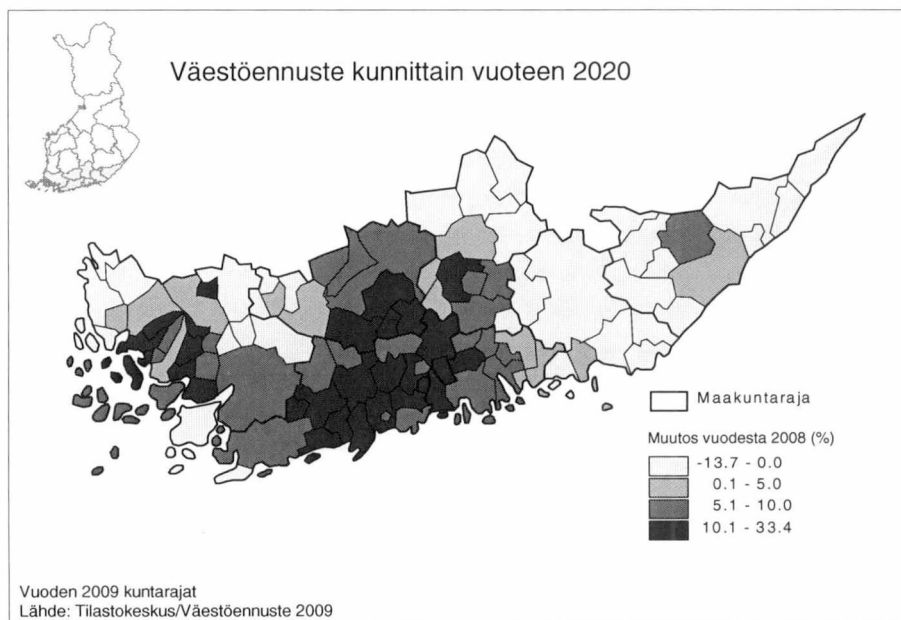 Väestöennuste kunnittain vuoteen 2020
Maakuntaraja
Muutos vuodesta 2008 (%)
-13.7 - 0.0
0.1 - 5.0
5.1 - 10.0
10.1 - 33.4
Vuoden 2009 kuntarajat
Lähde: Tilastokeskus/Väestöennuste 2009